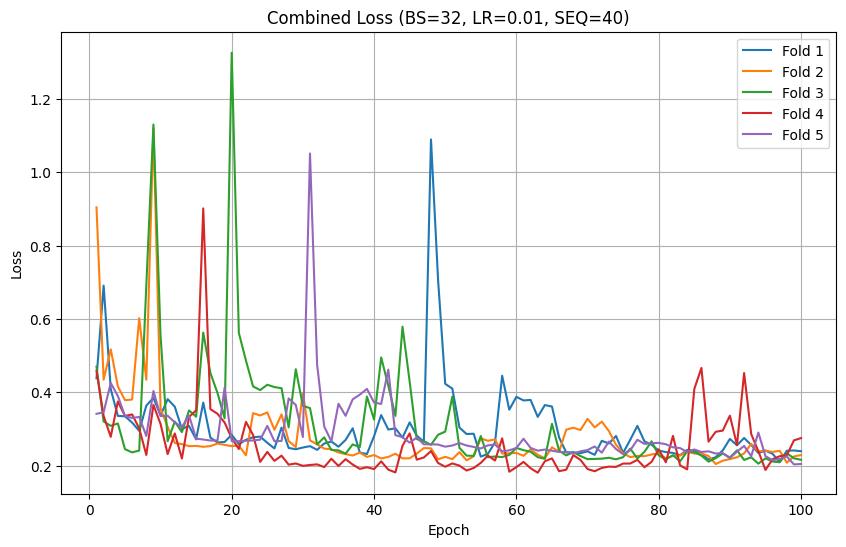 Combined Loss (BS=32, LR=0.01, SEQ=40)
Fold 1
Fold 2
Fold 3
Fold 4
Fold 5
Loss
1.2
1.0
0.8
0.6
0.4
0.2
0 20 40 60 80 100
Epoch